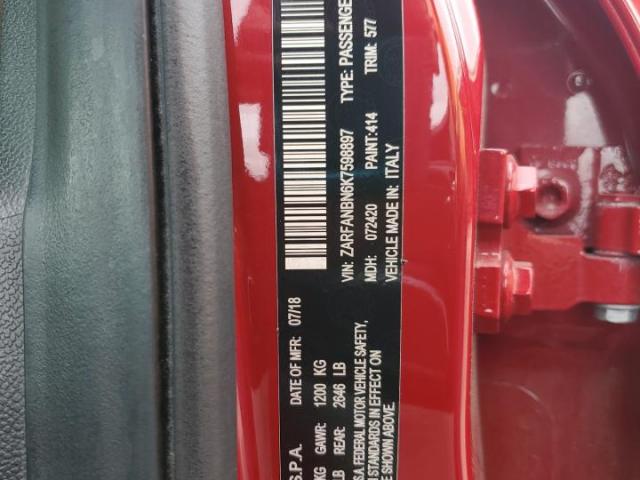 S.P.A. DATE OF MFR: 07/18
KG GAWR: 1200 KG
LB REAR: 2646 LB
S.A. FEDERAL MOTOR VEHICLE SAFETY,
STANDARDS IN EFFECT ON
SHOWN ABOVE.
VIN: ZARFANBN6K7598897 TYPE: PASSENGE
MDH: 072420 PAINT:414 TRIM: 577
VEHICLE MADE IN: ITALY